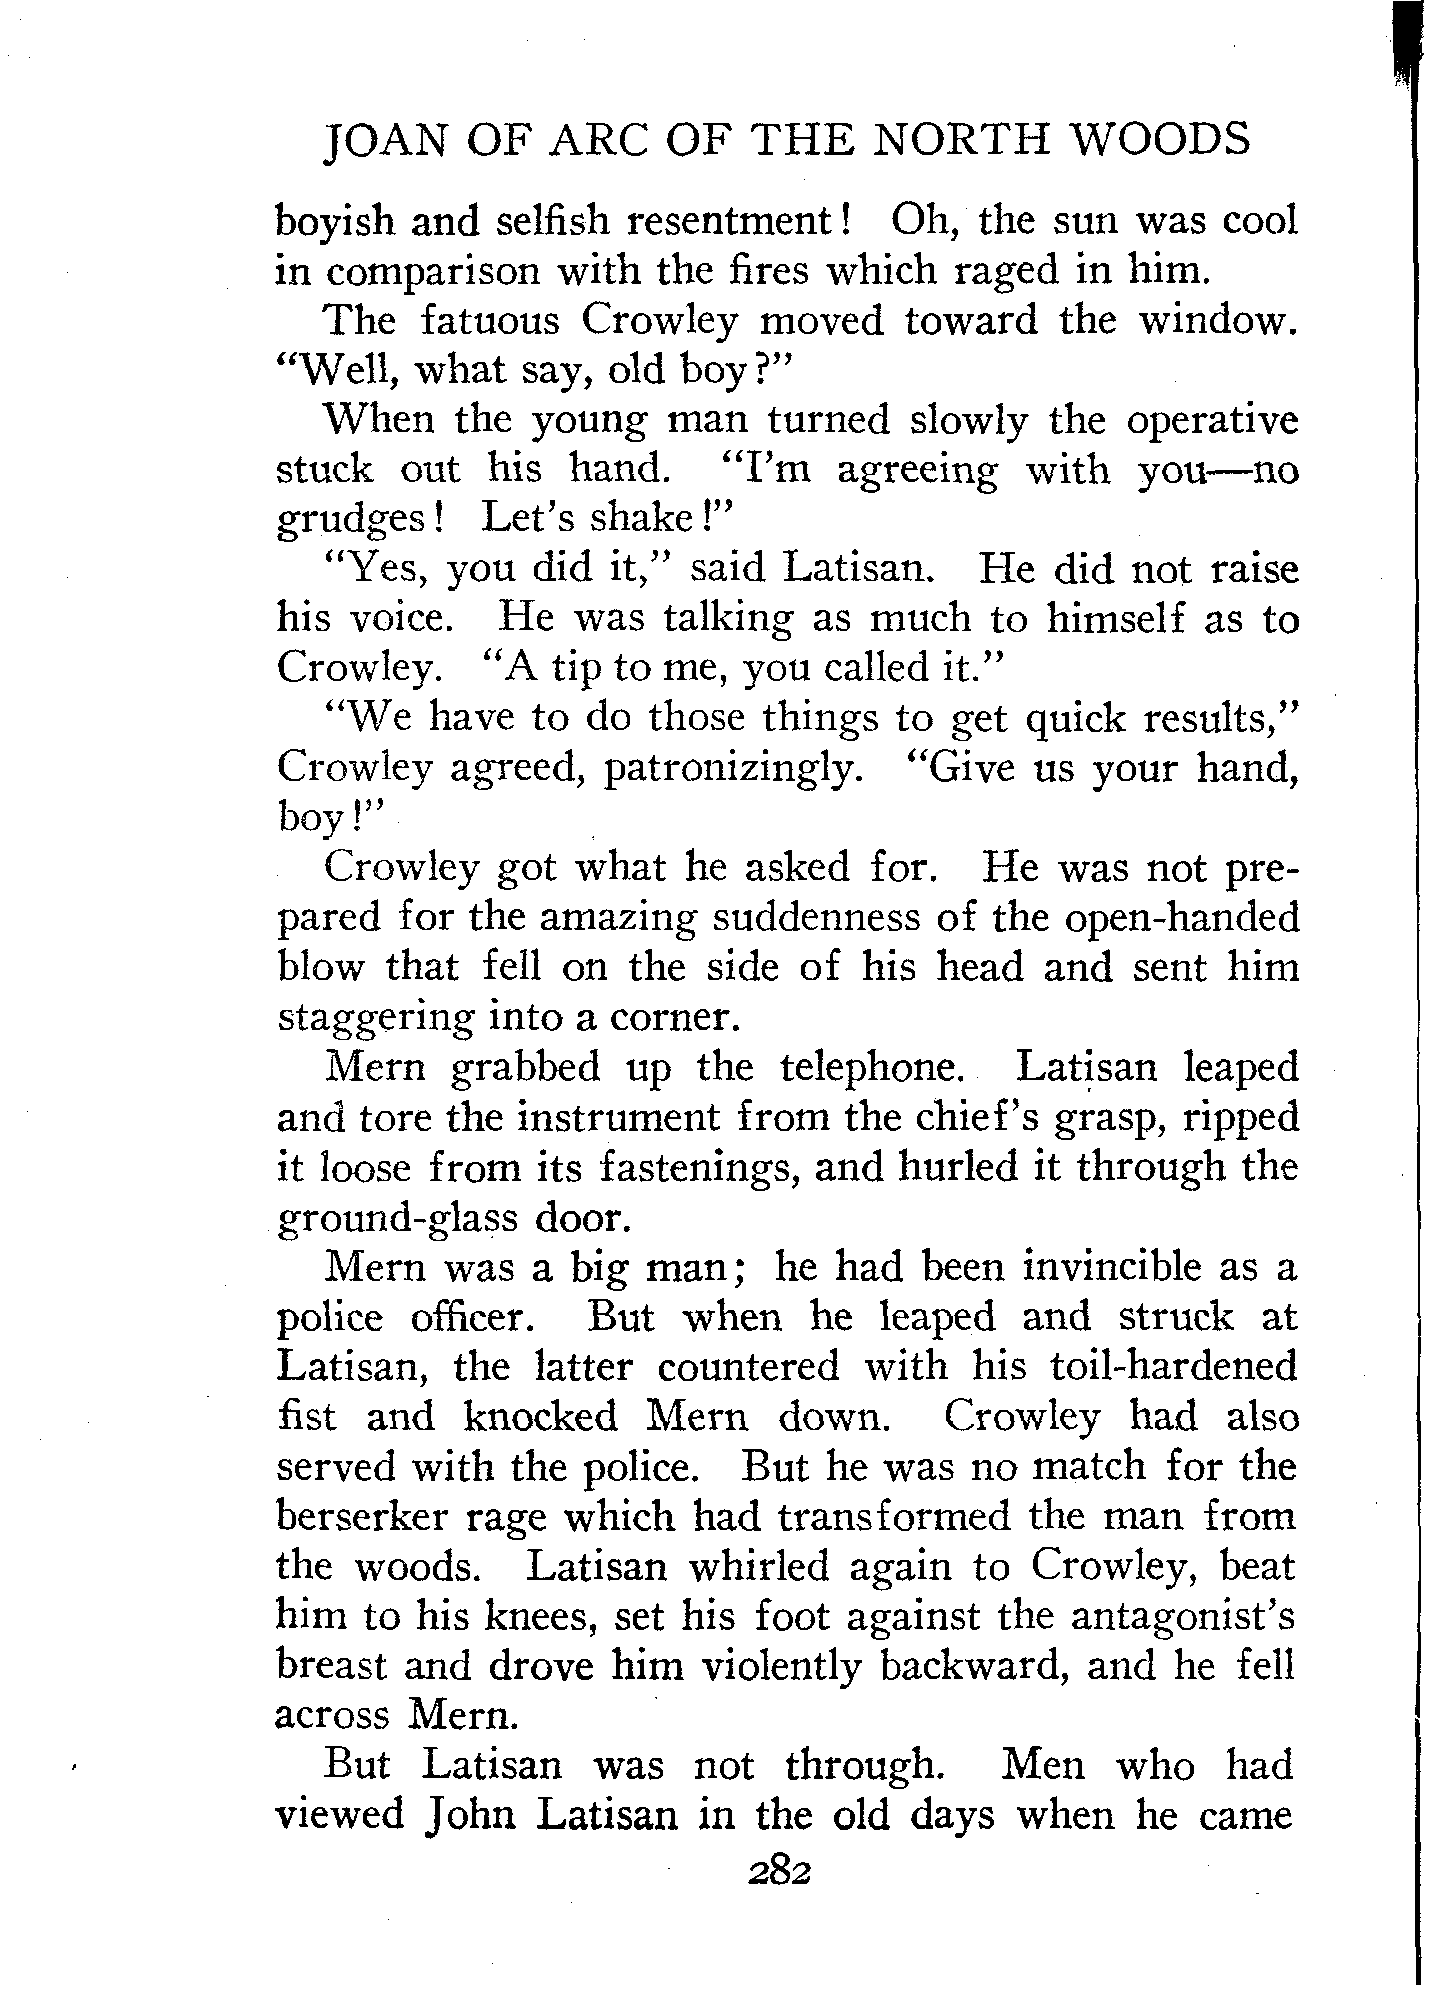 JOAN OF ARC OF THE NORTH WOODS
boyish and selfish resentment! Oh, the sun was cool
in comparison with the fires which raged in him.
The fatuous Crowley moved toward the window.
“Well, what say, old boy?”
When the young man turned slowly the operative
stuck out his hand. “I’m agreeing with you—no
grudges! Let's shake!”
“Yes, you did it,” said Latisan. He did not raise
his voice. He was talking as much to himself as to
Crowley. “A tip to me, you called it.”
“We have to do those things to get quick results,”
Crowley agreed, patronizingly. “Give us your hand,
boy!”
Crowley got what he asked for. He was not pre-
pared for the amazing suddenness of the open-handed
blow that fell on the side of his head and sent him
staggering into a corner.
Mern grabbed up the telephone. Latisan leaped
and tore the instrument from the chief’s grasp, ripped
it loose from its fastenings, and hurled it through the
ground-glass door.
Mern was a big man; he had been invincible as a
police officer. But when he leaped and struck at
Latisan, the latter countered with his toil-hardened
fist and knocked Mern down. Crowley had also
served with the police. But he was no match for the
berserker rage which had transformed the man from
the woods. Latisan whirled again to Crowley, beat
him to his knees, set his foot against the antagonist’s
breast and drove him violently backward, and he fell
across Mern.
But Latisan was not through. Men who had
viewed John Latisan in the old days when he came
282